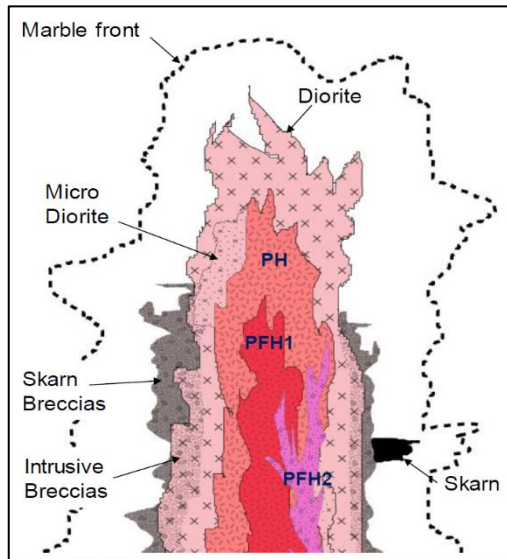 Marble front
Diorite
Micro
Diorite
PH
PFH1
Skarn
Breccias
Intrusive
Breccias
PFH2
Skarn